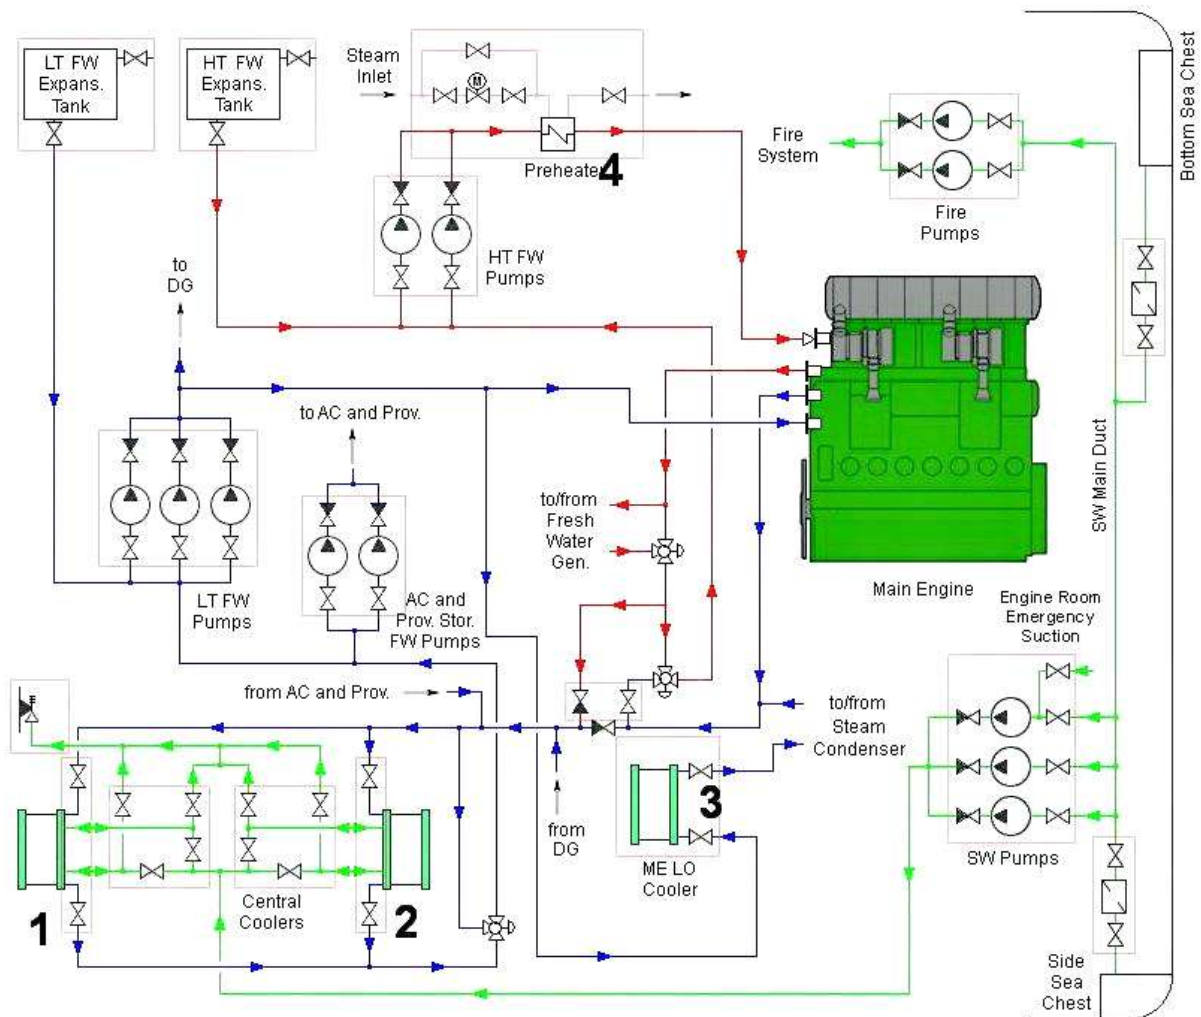 LT FW
Expans.
Tank
HT FW
Expans.
Tank
Steam
Inlet
M
Preheater
4
HT FW
Pumps
Fire
System
Fire
Pumps
Bottom Sea Chest
to
DG
to AC and Prov.
LT FW
Pumps
AC and
Prov. Stor.
FW Pumps
to/from
Fresh
Water
Gen.
Main Engine
SW Main Duct
Engine Room
Emergency
Suction
from AC and Prov.
to/from
Steam
Condenser
from
DG
3
ME LO
Cooler
SW Pumps
1
Central
Coolers
2
Side
Sea
Chest